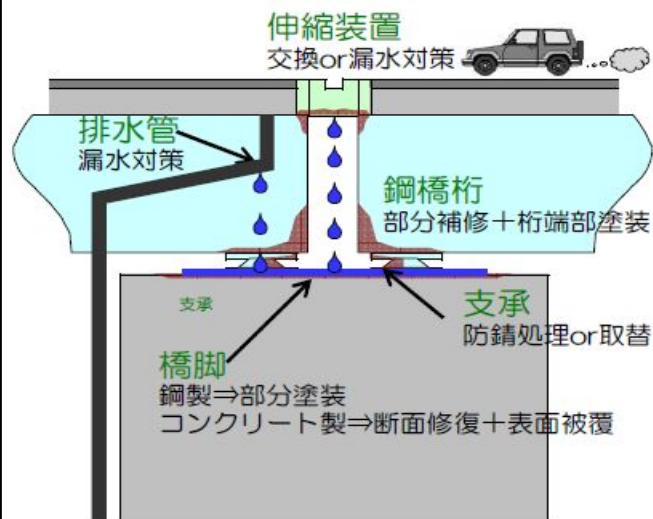 伸縮装置
交換or漏水対策
排水管
漏水対策
鋼橋桁
部分補修＋桁端部塗装
支承
支承
防錆処理or取替
橋脚
鋼製⇒部分塗装
コンクリート製⇒断面修復＋表面被覆